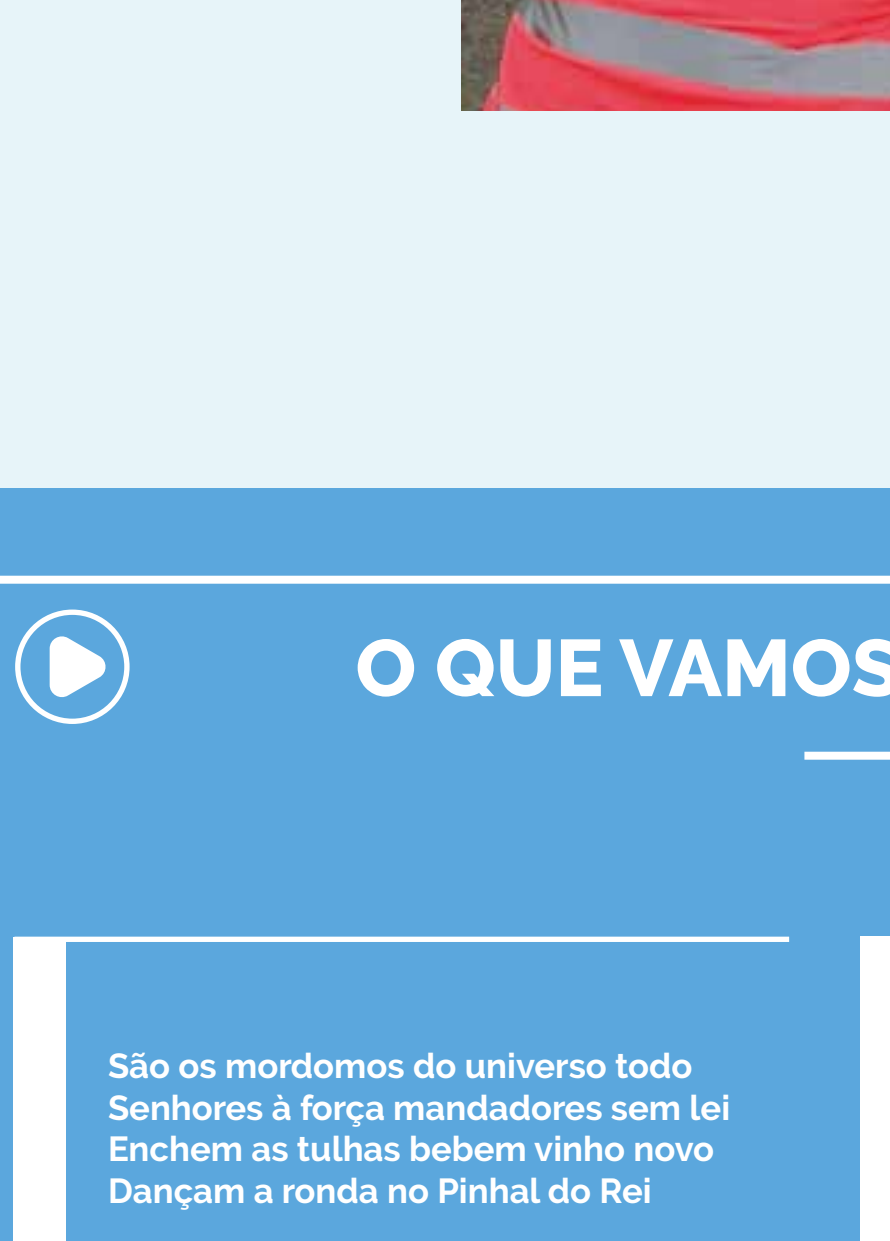 O QUE VAMOS
São os mordomos do universo todo
Senhores à força mandadores sem lei
Enchem as tulhas bebem vinho novo
Dançam a ronda no Pinhal do Rei